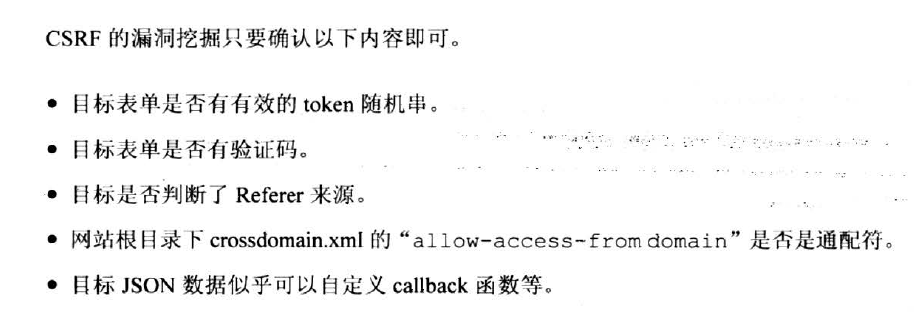 CSRF 的漏洞挖掘只要确认以下内容即可。
• 目标表单是否有有效的 token 随机串。
• 目标表单是否有验证码。
• 目标是否判断了 Referer 来源。
• 网站根目录下 crossdomain.xml 的“allow-access-from domain”是否是通配符。
• 目标 JSON 数据似乎可以自定义 callback 函数等。